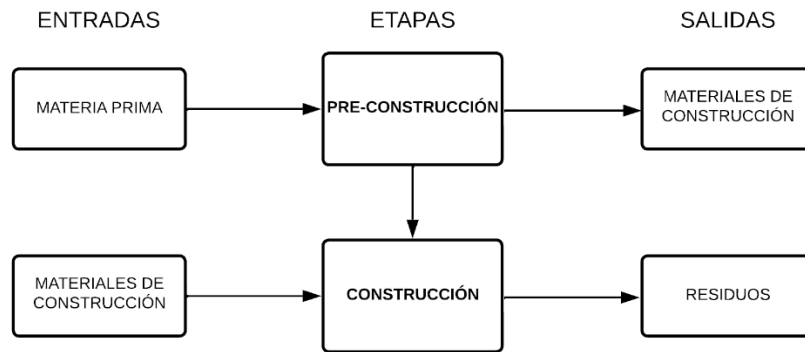 ENTRADAS
ETAPAS
SALIDAS
MATERIA PRIMA
PRE-CONSTRUCCIÓN
MATERIALES DE
CONSTRUCCIÓN
MATERIALES DE
CONSTRUCCIÓN
CONSTRUCCIÓN
RESIDUOS